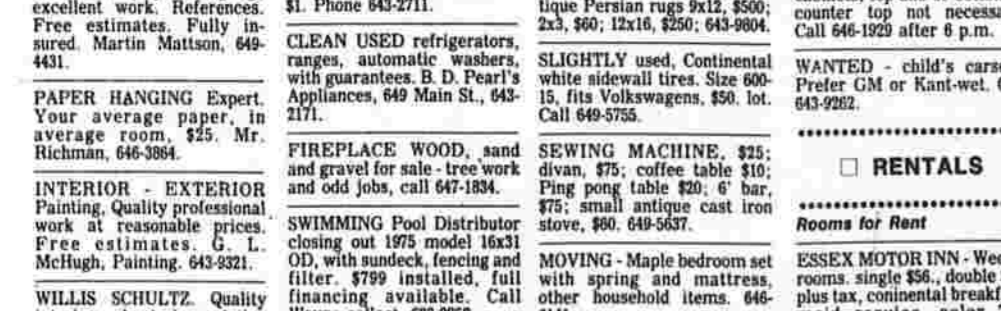 excellent work. References.
Free estimates. Fully in-
sured. Martin Mattson, 649-
4431.
PAPER HANGING Expert.
Your average paper, in
average room, $25. Mr.
Richman, 646-3864.
INTERIOR - EXTERIOR
Painting, Quality professional
work at reasonable prices.
Free estimates. G. L.
McHugh, Painting. 643-9321.
WILLIS SCHULTZ. Quality
$1. Phone 643-2711.
CLEAN USED refrigerators,
ranges, automatic washers,
with guarantees. B. D. Pearl's
Appliances, 649 Main St., 643-
2171.
FIREPLACE WOOD, sand
and gravel for sale - tree work
and odd jobs, call 647-1834.
SWIMMING Pool Distributor
closing out 1975 model 16x31
OD, with sundeck, fencing and
filter. $799 installed, full
financing available. Call
tique Persian rugs 9x12, $500;
2x3, $60; 12x16, $250; 643-9804.
SLIGHTLY used, Continental
white sidewall tires. Size 600-
15, fits Volkswagens, $50. lot.
Call 649-5755.
SEWING MACHINE, $25;
divan, $75; coffee table $10;
Ping pong table $20; 6' bar,
$75; small antique cast iron
stove, $60. 649-5637.
MOVING - Maple bedroom set
with spring and mattress,
other household items. 646-
counter top not necessa
Call 646-1929 after 6 p.m.
WANTED - child's carse
Prefer GM or Kant-wet.
643-9262.
RENTALS
Rooms for Rent
ESSEX MOTOR INN - Wee
rooms. single $56., double
plus tax, coninental breakf